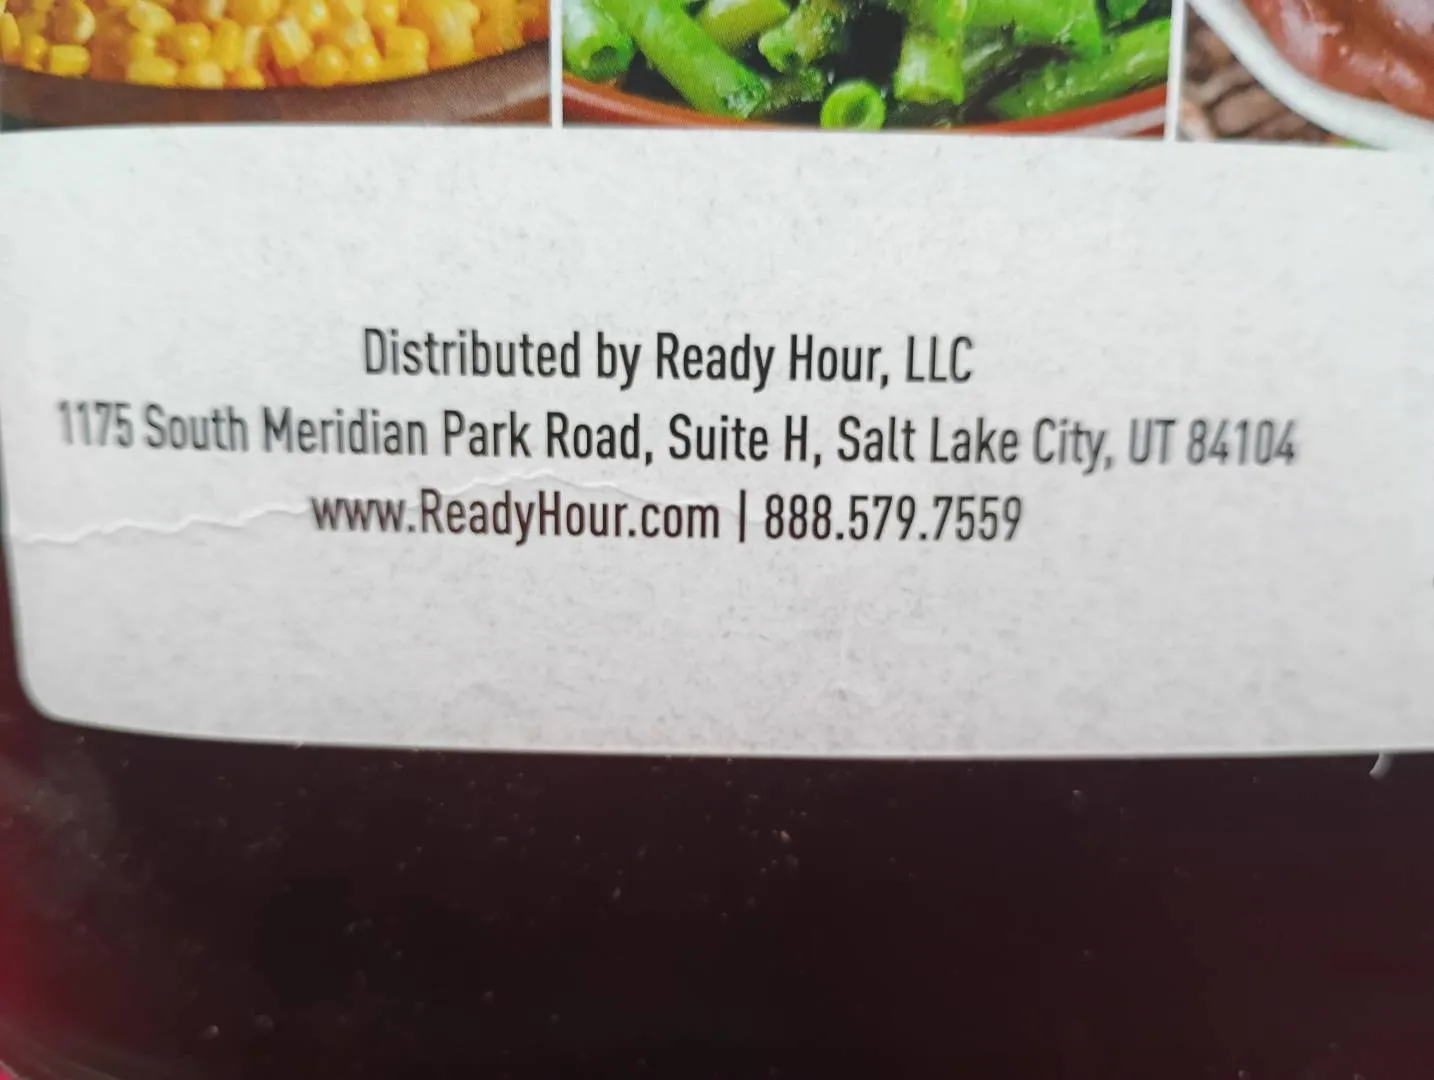 Distributed by Ready Hour, LLC
1175 South Meridian Park Road, Suite H, Salt Lake City, UT 84104
www.ReadyHour.com | 888.579.7559